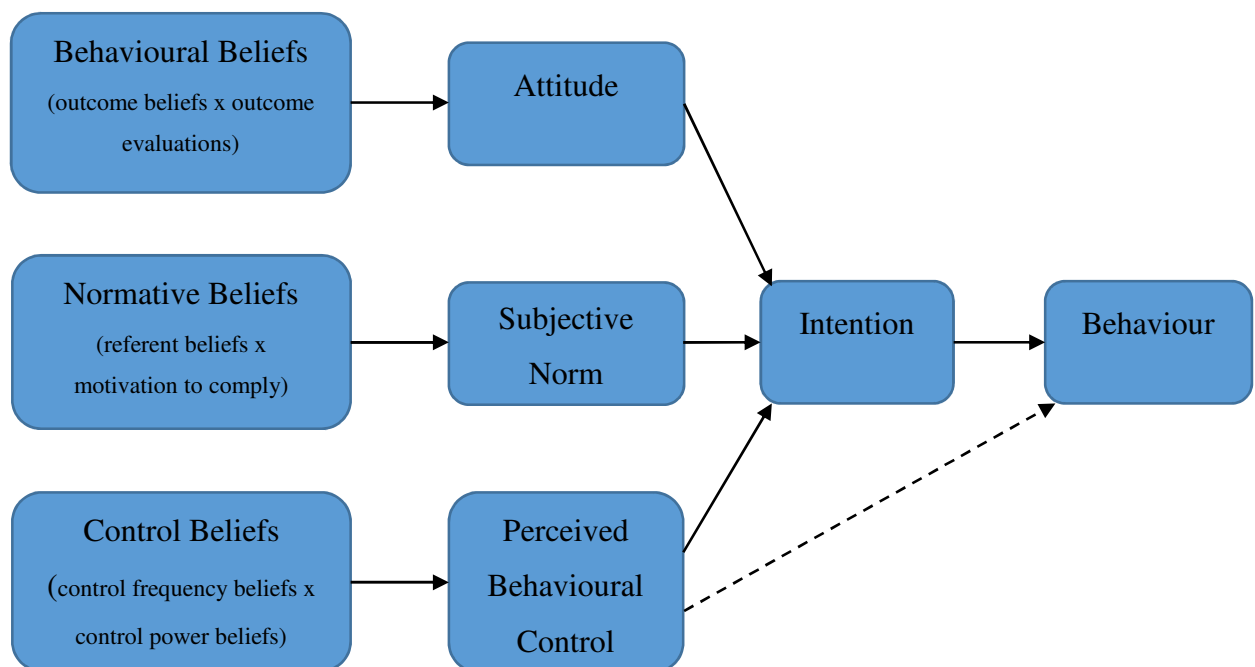 Behavioural Beliefs
(outcome beliefs x outcome
evaluations)
Attitude
Normative Beliefs
(referent beliefs x
motivation to comply)
Subjective
Norm
Intention
Behaviour
Control Beliefs
(control frequency beliefs x
control power beliefs)
Perceived
Behavioural
Control